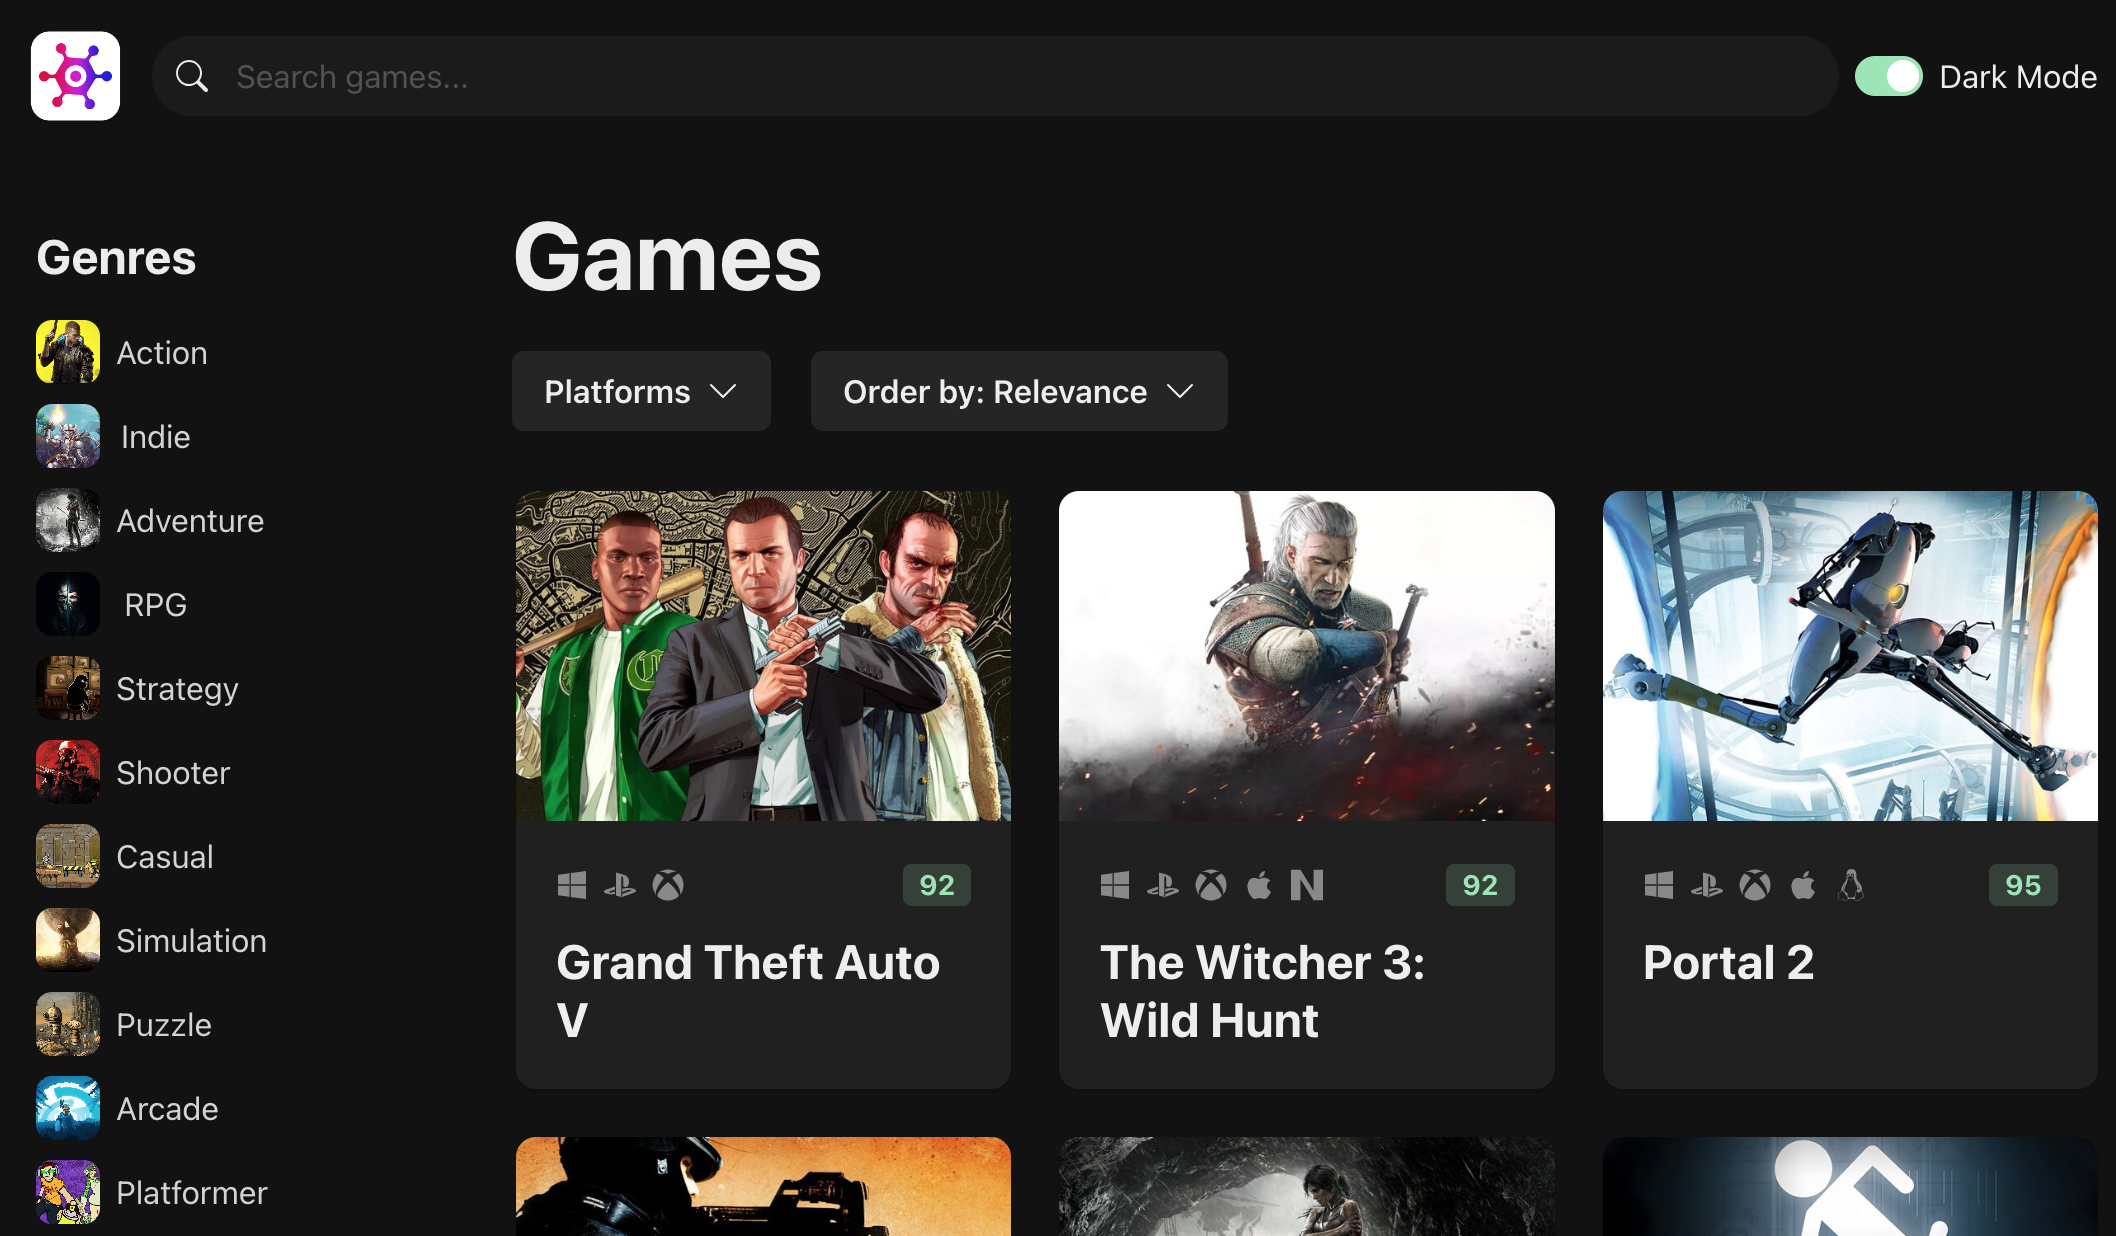 Search games...
Dark Mode
Genres
Action
Indie
Adventure
RPG
Strategy
Shooter
Casual
Simulation
Puzzle
Arcade
Platformer
Games
Platforms
Order by: Relevance
92
Grand Theft Auto
V
92
The Witcher 3:
Wild Hunt
95
Portal 2